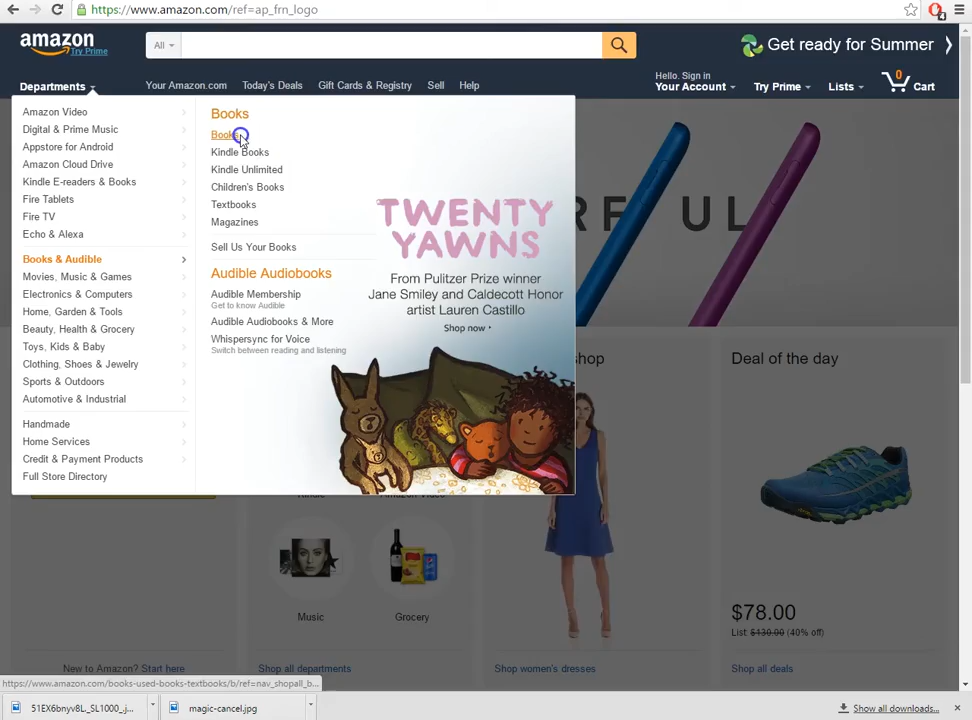 https://www.amazon.com/ref=ap_frn_logo
amazon
Try Prime
All
Get ready for Summer
Departments
Your Amazon.com
Today's Deals
Gift Cards & Registry
Sell
Help
Hello. Sign in
Your Account
Try Prime
Lists
0
Cart
Amazon Video
Digital & Prime Music
Appstore for Android
Amazon Cloud Drive
Kindle E-readers & Books
Fire Tablets
Fire TV
Echo & Alexa
Books & Audible
Movies, Music & Games
Electronics & Computers
Home, Garden & Tools
Beauty, Health & Grocery
Toys, Kids & Baby
Clothing, Shoes & Jewelry
Sports & Outdoors
Automotive & Industrial
Handmade
Home Services
Credit & Payment Products
Full Store Directory
Books
Books
Kindle Books
Kindle Unlimited
Children's Books
Textbooks
Magazines
Sell Us Your Books
Audible Audiobooks
Audible Membership
Get to know Audible
Audible Audiobooks & More
Whispersync for Voice
Switch between reading and listening
TWENTY
YAWNS
From Pulitzer Prize winner
Jane Smiley and Caldecott Honor
artist Lauren Castillo
Shop now
R F U L
shop
Deal of the day
Music
Grocery
$78.00
List: $130.00 (40% off)
New to Amazon? Start here
Shop all departments
Shop women's dresses
Shop all deals
https://www.amazon.com/books-used-books-textbooks/b/ref=nav_shopall_b...
51EX6bnyv8L._SL1000_.j...
magic-cancel.jpg
Show all downloads...